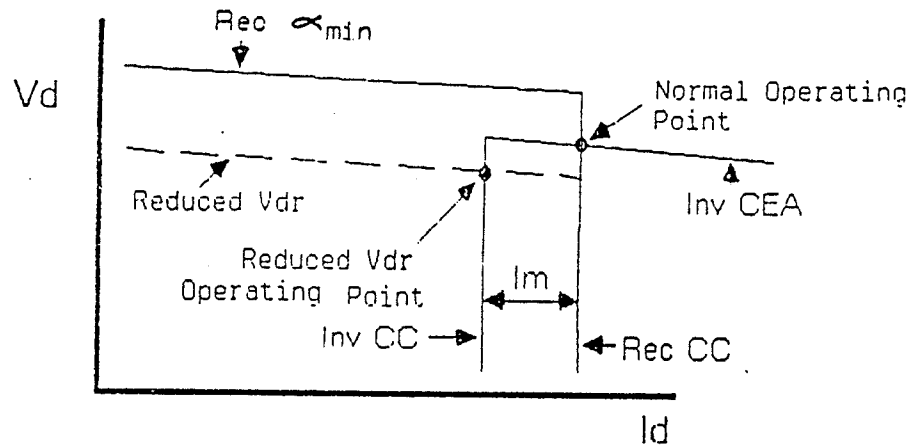 Rec ∝min
Vd
Normal Operating
Point
Reduced Vdr
Inv CEA
Reduced Vdr
Operating Point
Im
Inv CC
Rec CC
Id